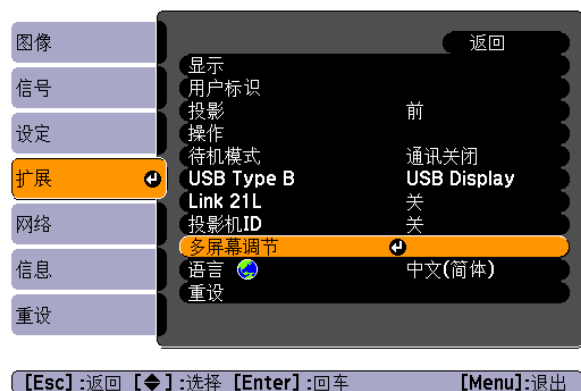 图像
信号
设定
扩展
网络
信息
重设
返回
显示
用户标识
投影 前
操作
待机模式 通讯关闭
USB Type B USB Display
Link 21L 关
投影机ID 关
多屏幕调节
语言 中文(简体)
重设
[Esc] :返回 [◆] :选择 [Enter] :回车 [Menu]:退出